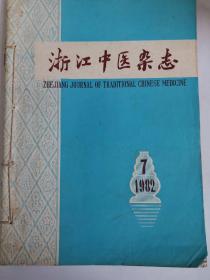 浙江中医杂志
ZHEJIANG JOURNAL OF TRADITIONAL CHINESE MEDICINE
7
1982